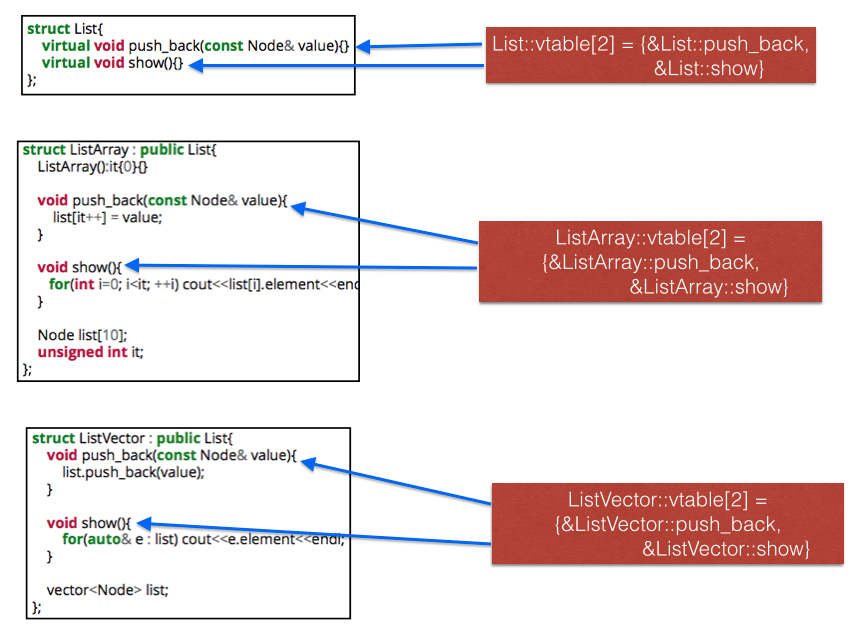 struct List{
virtual void push_back(const Node& value){}
virtual void show(){}
};
List::vtable[2] = {&List::push_back,
&List::show}
struct ListArray : public List{
ListArray():it{0}{}
void push_back(const Node& value){
list[it++] = value;
}
void show(){
for(int i=0; i<it; ++i) cout<<list[i].element<<end
}
Node list[10];
unsigned int it;
};
ListArray::vtable[2] =
{&ListArray::push_back,
&ListArray::show}
struct ListVector : public List{
void push_back(const Node& value){
list.push_back(value);
}
void show(){
for(auto& e : list) cout<<e.element<<endl;
}
vector<Node> list;
};
ListVector::vtable[2] =
{&ListVector::push_back,
&ListVector::show}